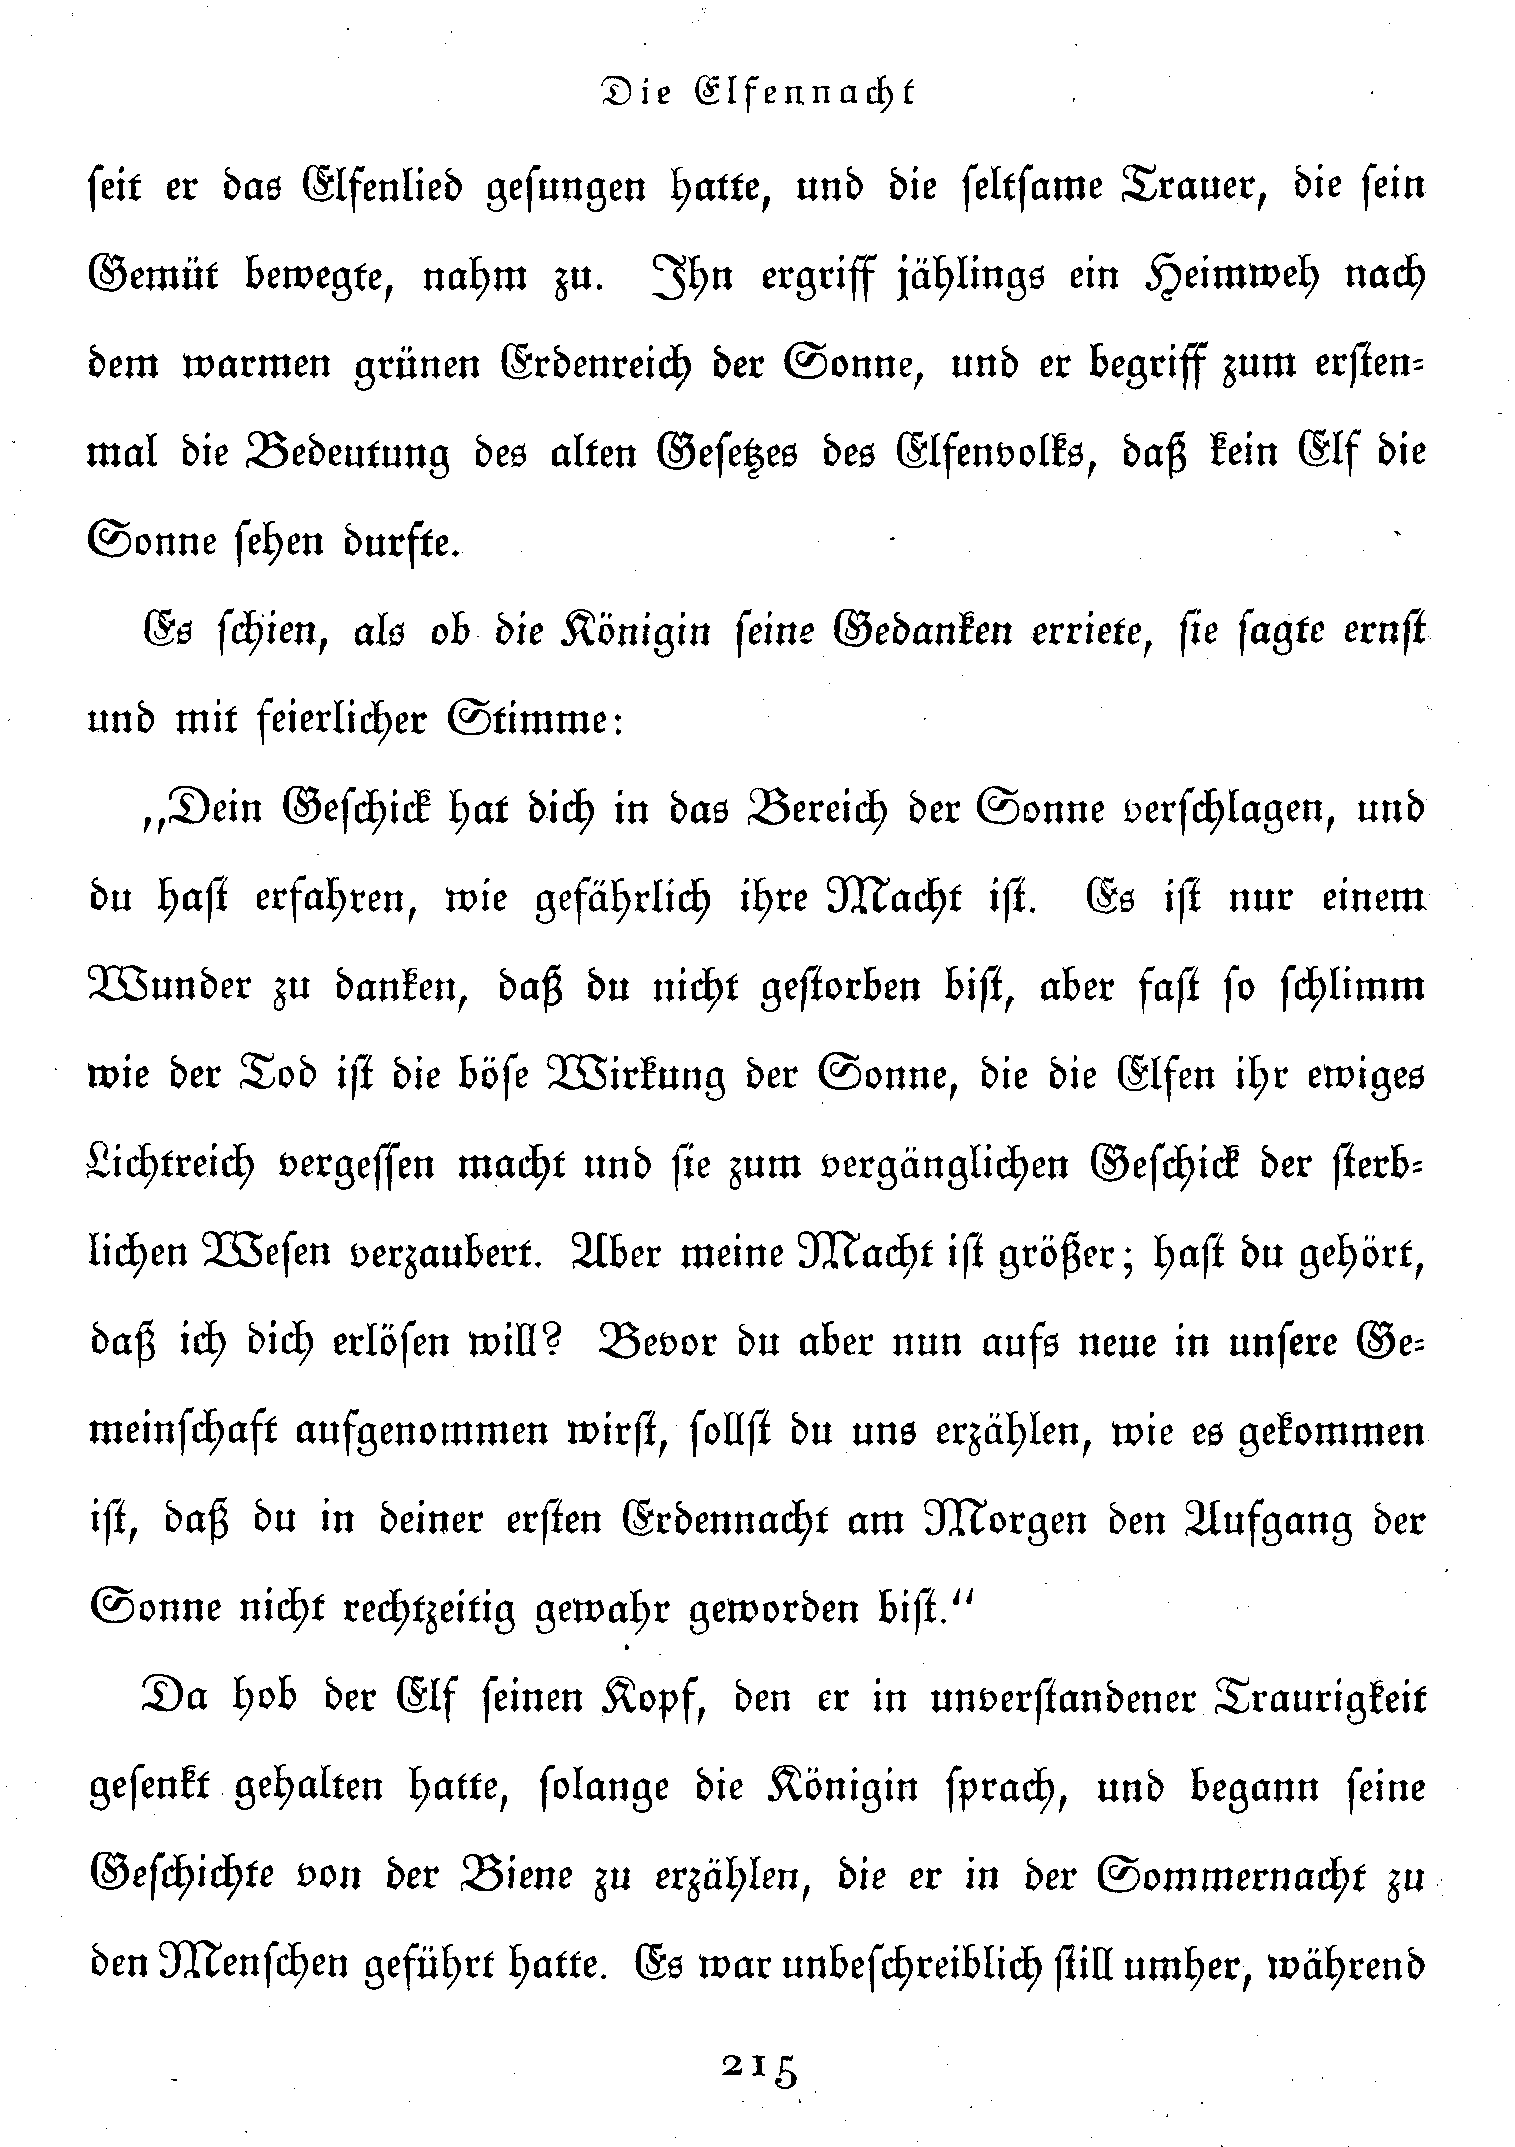 Die Elfennacht
seit er das Elfenlied gesungen hatte, und die seltsame Trauer, die sein
Gemüt bewegte, nahm zu. Ihn ergriff jählings ein Heimweh nach
dem warmen grünen Erdenreich der Sonne, und er begriff zum ersten-
mal die Bedeutung des alten Gesetzes des Elfenvolks, daß kein Elf die
Sonne sehen durfte.
Es schien, als ob die Königin seine Gedanken erriete, sie sagte ernst
und mit feierlicher Stimme:
„Dein Geschick hat dich in das Bereich der Sonne verschlagen, und
du hast erfahren, wie gefährlich ihre Macht ist. Es ist nur einem
Wunder zu danken, daß du nicht gestorben bist, aber fast so schlimm
wie der Tod ist die böse Wirkung der Sonne, die die Elfen ihr ewiges
Lichtreich vergessen macht und sie zum vergänglichen Geschick der sterb-
lichen Wesen verzaubert. Aber meine Macht ist größer; hast du gehört,
daß ich dich erlösen will? Bevor du aber nun aufs neue in unsere Ge-
meinschaft aufgenommen wirst, sollst du uns erzählen, wie es gekommen
ist, daß du in deiner ersten Erdennacht am Morgen den Aufgang der
Sonne nicht rechtzeitig gewahr geworden bist.“
Da hob der Elf seinen Kopf, den er in unverstandener Traurigkeit
gesenkt gehalten hatte, solange die Königin sprach, und begann seine
Geschichte von der Biene zu erzählen, die er in der Sommernacht zu
den Menschen geführt hatte. Es war unbeschreiblich still umher, während
215